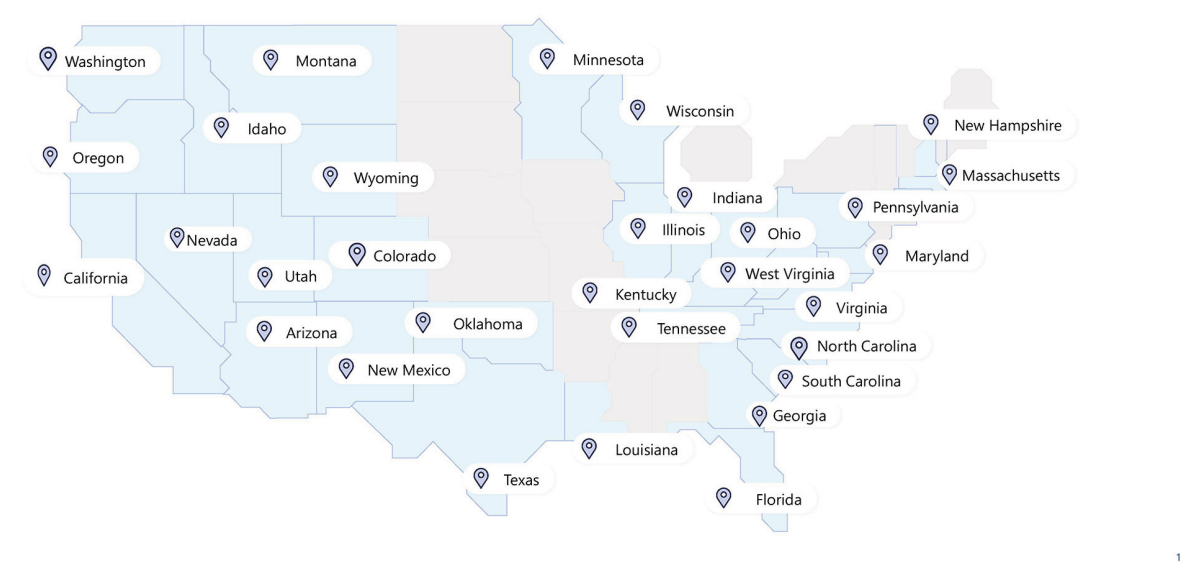 Washington
Montana
Minnesota
Wisconsin
Idaho
New Hampshire
Oregon
Wyoming
Massachusetts
Indiana
Pennsylvania
Nevada
Illinois
Ohio
Colorado
Maryland
California
Utah
West Virginia
Kentucky
Virginia
Arizona
Oklahoma
Tennessee
North Carolina
New Mexico
South Carolina
Georgia
Louisiana
Texas
Florida
1